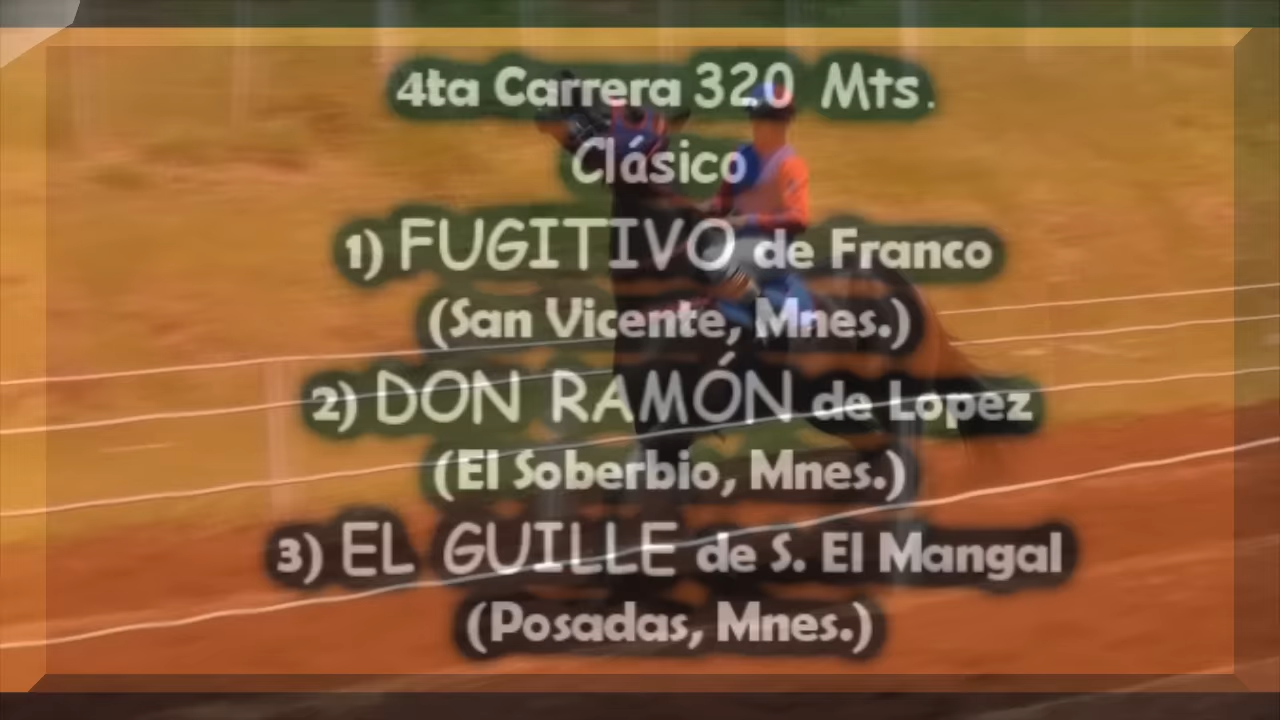 4ta Carrera 320 Mts.
Clásico
1) FUGITIVO de Franco
(San Vicente, Mnes.)
2) DON RAMÓN de Lopez
(El Soberbio, Mnes.)
3) EL GUILLE de S. El Mangal
(Posadas, Mnes.)